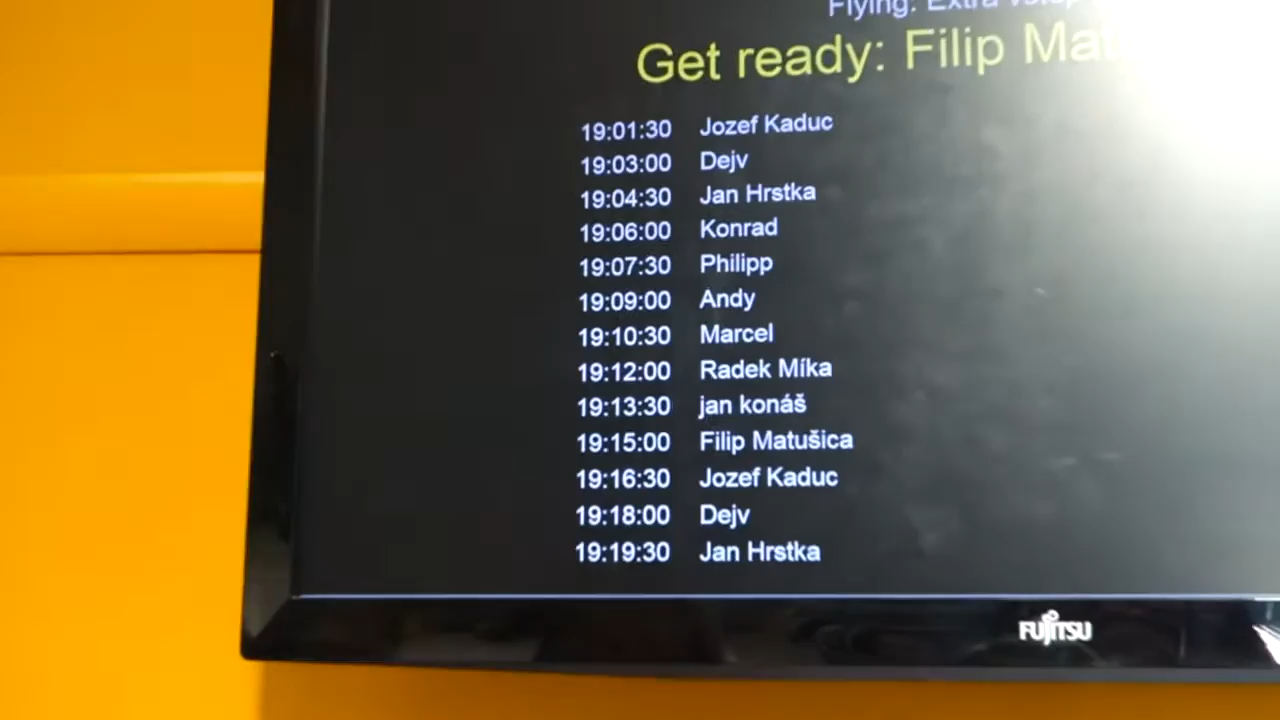 Flying: Extra vstup
Get ready: Filip
19:01:30 Jozef Kaduc
19:03:00 Dejv
19:04:30 Jan Hrstka
19:06:00 Konrad
19:07:30 Philipp
19:09:00 Andy
19:10:30 Marcel
19:12:00 Radek Míka
19:13:30 jan konáš
19:15:00 Filip Matušica
19:16:30 Jozef Kaduc
19:18:00 Dejv
19:19:30 Jan Hrstka
FUJITSU